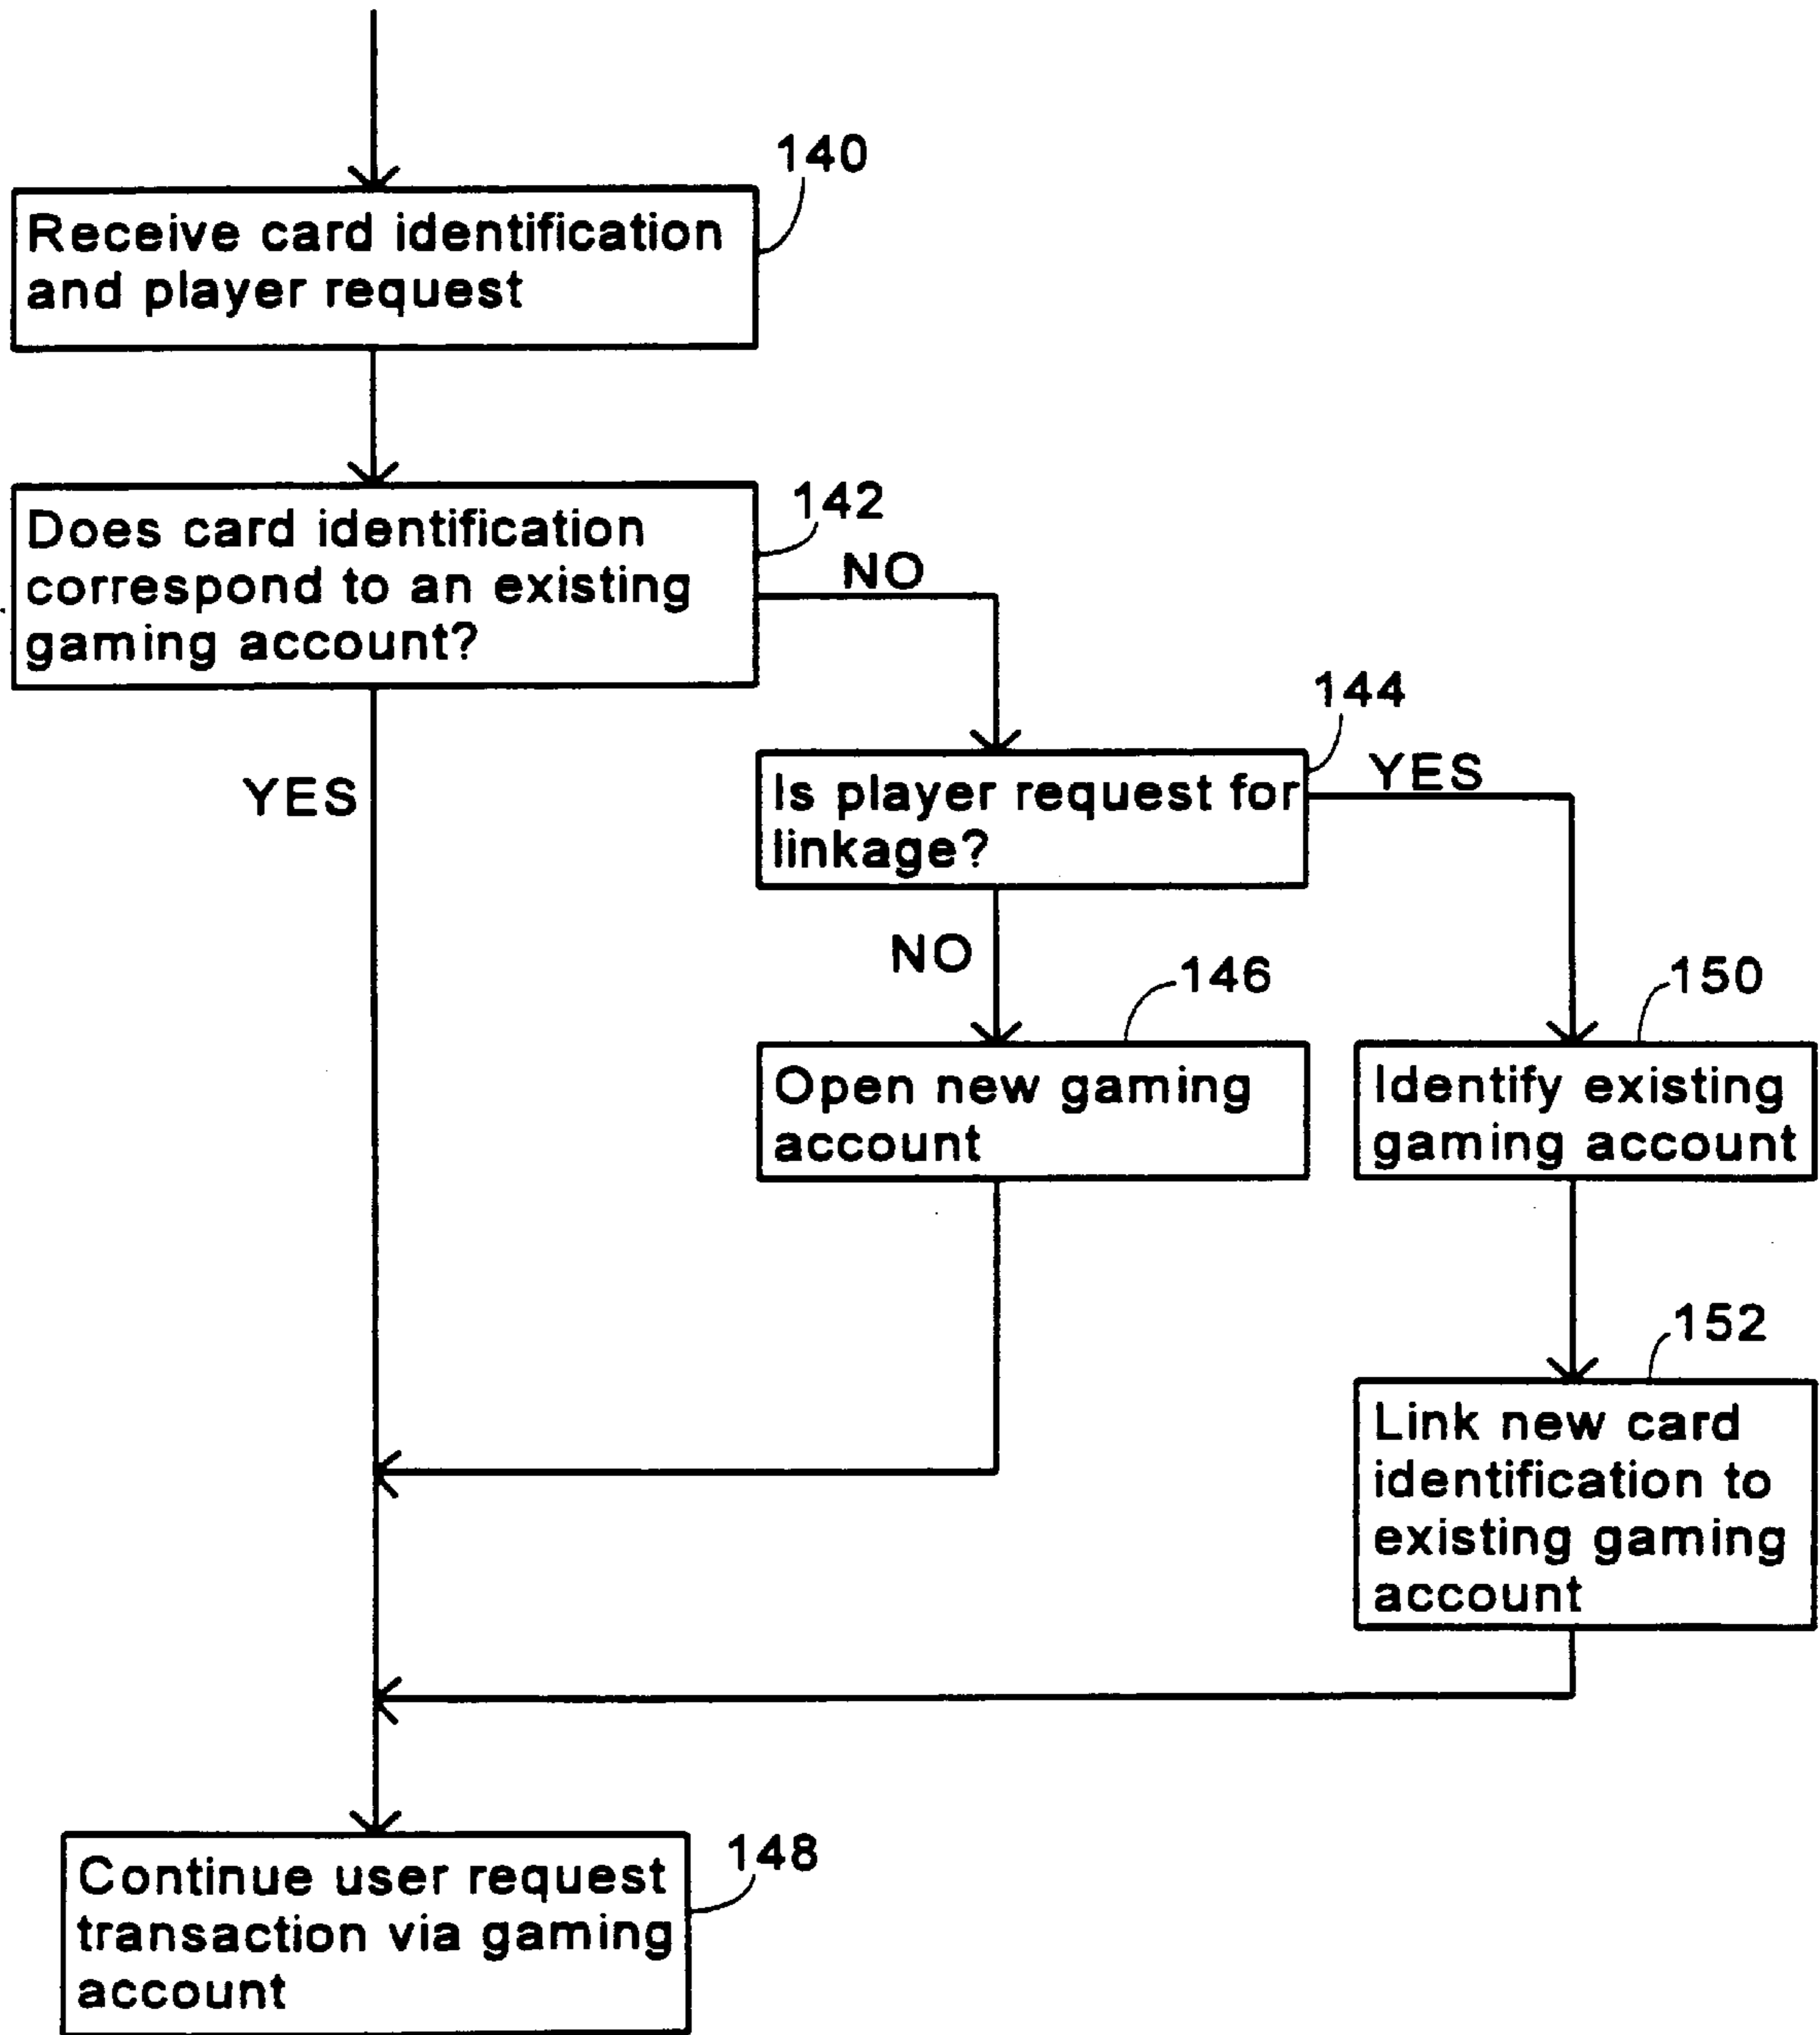 140
Receive card identification
and player request
142
Does card identification
correspond to an existing
gaming account?
NO
144
YES
Is player request for
linkage?
YES
NO
146
150
Open new gaming
account
Identify existing
gaming account
152
Link new card
identification to
existing gaming
account
148
Continue user request
transaction via gaming
account